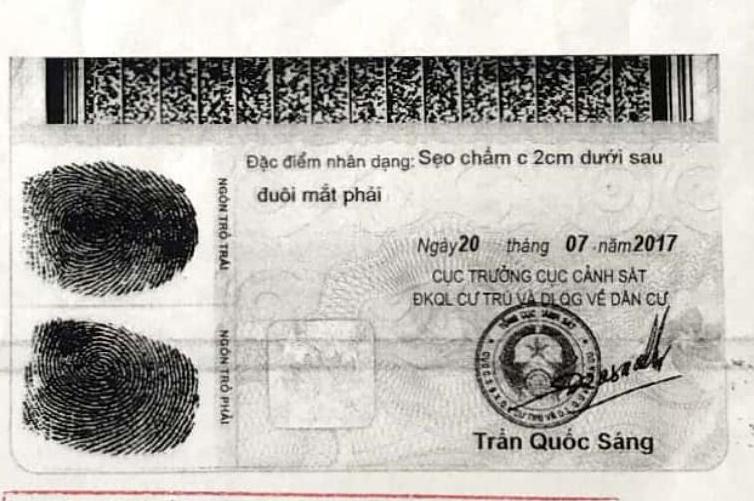 Đặc điểm nhân dạng: Sẹo chấm c 2cm dưới sau
đuôi mắt phải
NGÓN TRỎ TRÁI
Ngày 20 tháng 07 năm 2017
CỤC TRƯỞNG CỤC CẢNH SÁT
ĐKQL CƯ TRÚ VÀ DLQG VỀ DÂN CƯ
NGÓN TRỎ PHẢI
Trần Quốc Sáng